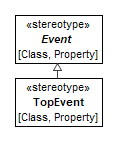 «stereotype»
Event
[Class, Property]
«stereotype»
TopEvent
[Class, Property]